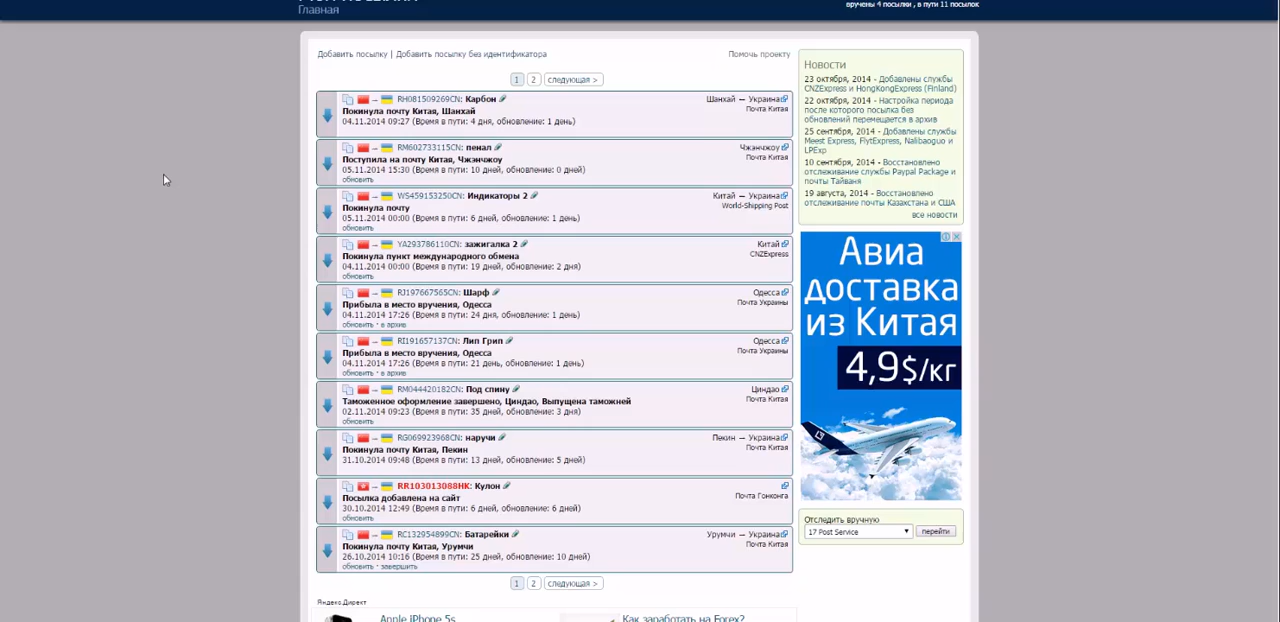 Главная
вручены 4 посылки , в пути 11 посылок
Добавить посылку | Добавить посылку без идентификатора
Помочь проекту
1 2 следующая >
RH081509269CN: Карбон
Шанхай — Украина
Покинула почту Китая, Шанхай
Почта Китая
04.11.2014 09:27 (Время в пути: 4 дня, обновление: 1 день)
RM602733115CN: пенал
Чжэнчжоу
Поступила на почту Китая, Чжэнчжоу
Почта Китая
05.11.2014 15:30 (Время в пути: 10 дней, обновление: 0 дней)
обновить
WS459153250CN: Индикаторы 2
Китай — Украина
Покинула почту
World-Shipping Post
05.11.2014 00:00 (Время в пути: 6 дней, обновление: 1 день)
обновить
YA293786110CN: зажигалка 2
Китай
Покинула пункт международного обмена
CNZExpress
04.11.2014 00:00 (Время в пути: 19 дней, обновление: 2 дня)
обновить
RJ197667565CN: Шарф
Одесса
Прибыла в место вручения, Одесса
Почта Украины
04.11.2014 17:26 (Время в пути: 24 дня, обновление: 1 день)
обновить · в архив
RI191657137CN: Лип Грип
Одесса
Прибыла в место вручения, Одесса
Почта Украины
04.11.2014 17:26 (Время в пути: 21 день, обновление: 1 день)
обновить · в архив
RM044420182CN: Под спину
Циндао
Таможенное оформление завершено, Циндао, Выпущена таможней
Почта Китая
02.11.2014 09:23 (Время в пути: 35 дней, обновление: 3 дня)
обновить
RG069923968CN: наручи
Пекин — Украина
Покинула почту Китая, Пекин
Почта Китая
31.10.2014 09:48 (Время в пути: 13 дней, обновление: 5 дней)
RR103013088HK: Кулон
Посылка добавлена на сайт
Почта Гонконга
30.10.2014 12:49 (Время в пути: 6 дней, обновление: 6 дней)
обновить
RC132954899CN: Батарейки
Урумчи — Украина
Покинула почту Китая, Урумчи
Почта Китая
26.10.2014 10:16 (Время в пути: 25 дней, обновление: 10 дней)
обновить · завершить
1 2 следующая >
Яндекс.Директ
Apple iPhone 5s
Как заработать на Forex?
Новости
23 октября, 2014 - Добавлены службы
CNZExpress и HongKongExpress (Finland)
22 октября, 2014 - Настройка периода
после которого посылка без
обновлений перемещается в архив
25 сентября, 2014 - Добавлены службы
Meest Express, FlytExpress, Nalibaoguo и
LPExp
10 сентября, 2014 - Восстановлено
отслеживание службы Paypal Package и
почты Тайваня
19 августа, 2014 - Восстановлено
отслеживание почты Казахстана и США
все новости
Авиа
доставка
из Китая
4,9$/кг
Отследить вручную
17 Post Service
перейти